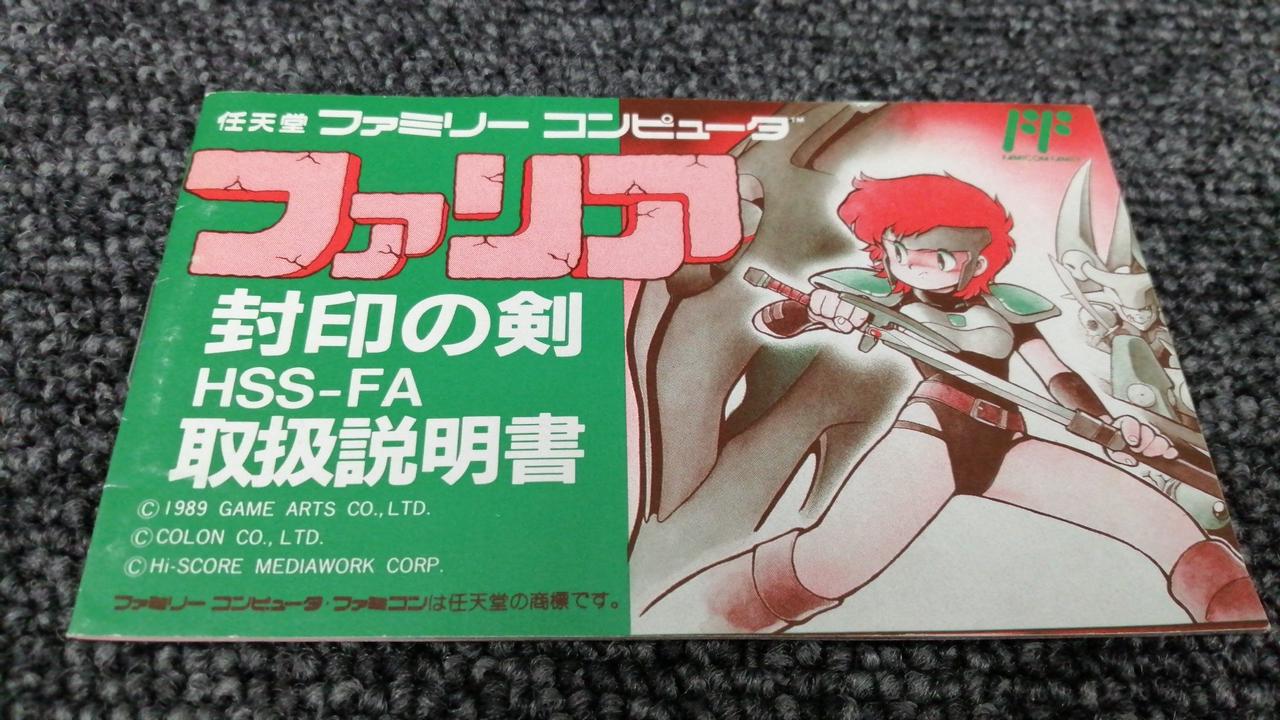 任天堂 ファミリー コンピュータ™
ファリア
封印の剣
HSS-FA
取扱説明書
©1989 GAME ARTS CO.,LTD.
©COLON CO., LTD.
©Hi-SCORE MEDIAWORK CORP.
ファミリー コンピュータ・ファミコンは任天堂の商標です。
FAMICOM FAMILY